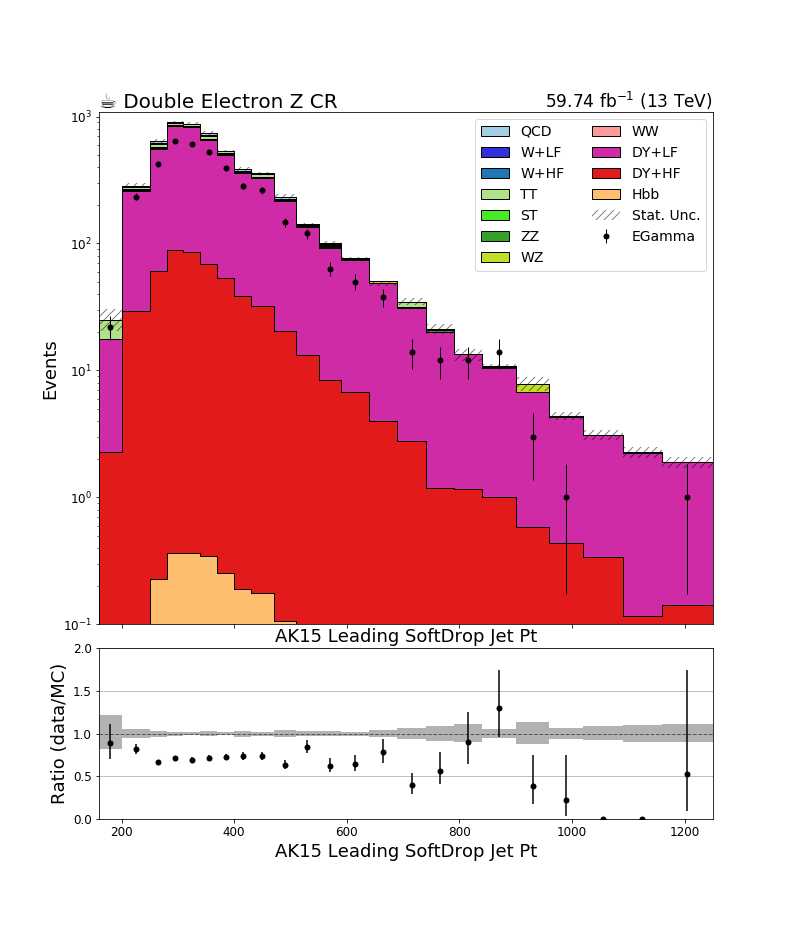 ☕ Double Electron Z CR
59.74 fb⁻¹ (13 TeV)
QCD
W+LF
W+HF
TT
ST
ZZ
WZ
WW
DY+LF
DY+HF
Hbb
Stat. Unc.
EGamma
Events
10³
10²
10¹
10⁰
10⁻¹
AK15 Leading SoftDrop Jet Pt
Ratio (data/MC)
2.0
1.5
1.0
0.5
0.0
200 400 600 800 1000 1200
AK15 Leading SoftDrop Jet Pt